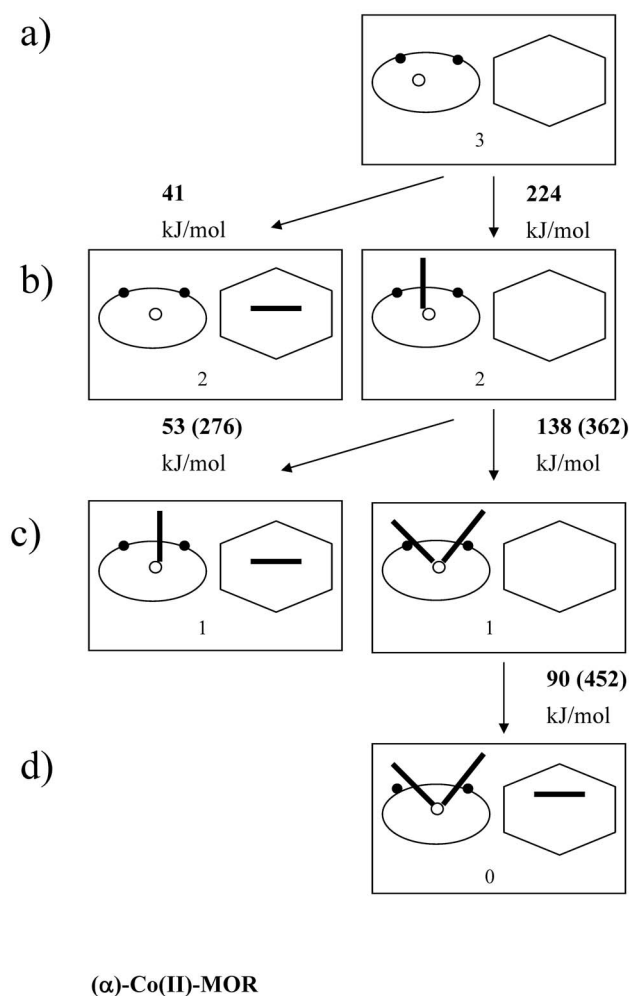 a)
3
41
kJ/mol
224
kJ/mol
b)
2
2
53 (276)
kJ/mol
138 (362)
kJ/mol
c)
1
1
90 (452)
kJ/mol
d)
0
(α)-Co(II)-MOR